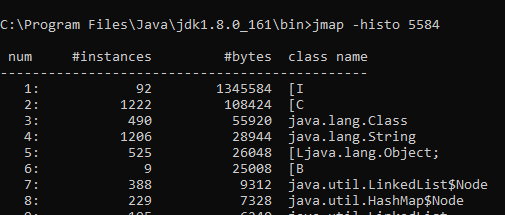 C:\Program Files\Java\jdk1.8.0_161\bin>jmap -histo 5584
num #instances #bytes class name
----------------------------------------------
1: 92 1345584 [I
2: 1222 108424 [C
3: 490 55920 java.lang.Class
4: 1206 28944 java.lang.String
5: 525 26048 [Ljava.lang.Object;
6: 9 25008 [B
7: 388 9312 java.util.LinkedList$Node
8: 229 7328 java.util.HashMap$Node